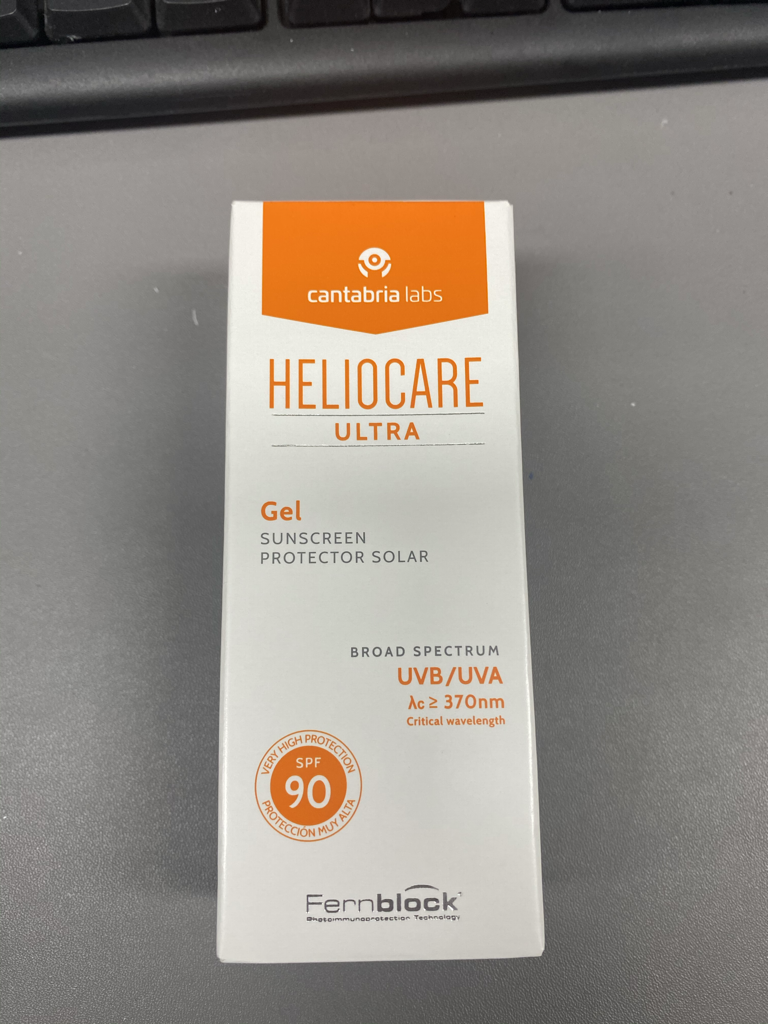 cantabria labs
HELIOCARE
ULTRA
Gel
SUNSCREEN
PROTECTOR SOLAR
BROAD SPECTRUM
UVB/UVA
λc ≥ 370nm
Critical wavelength
VERY HIGH PROTECTION
SPF
90
PROTECCIÓN MUY ALTA
Fernblock
Photoimmunoprotection Technology